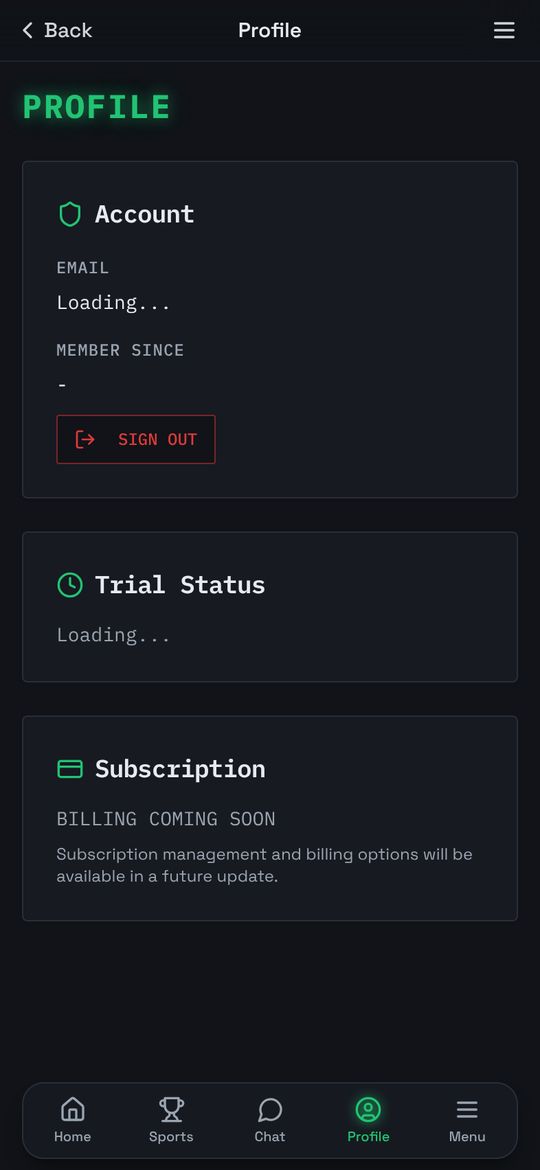 Back
Profile
PROFILE
Account
EMAIL
Loading...
MEMBER SINCE
-
SIGN OUT
Trial Status
Loading...
Subscription
BILLING COMING SOON
Subscription management and billing options will be
available in a future update.
Home
Sports
Chat
Profile
Menu